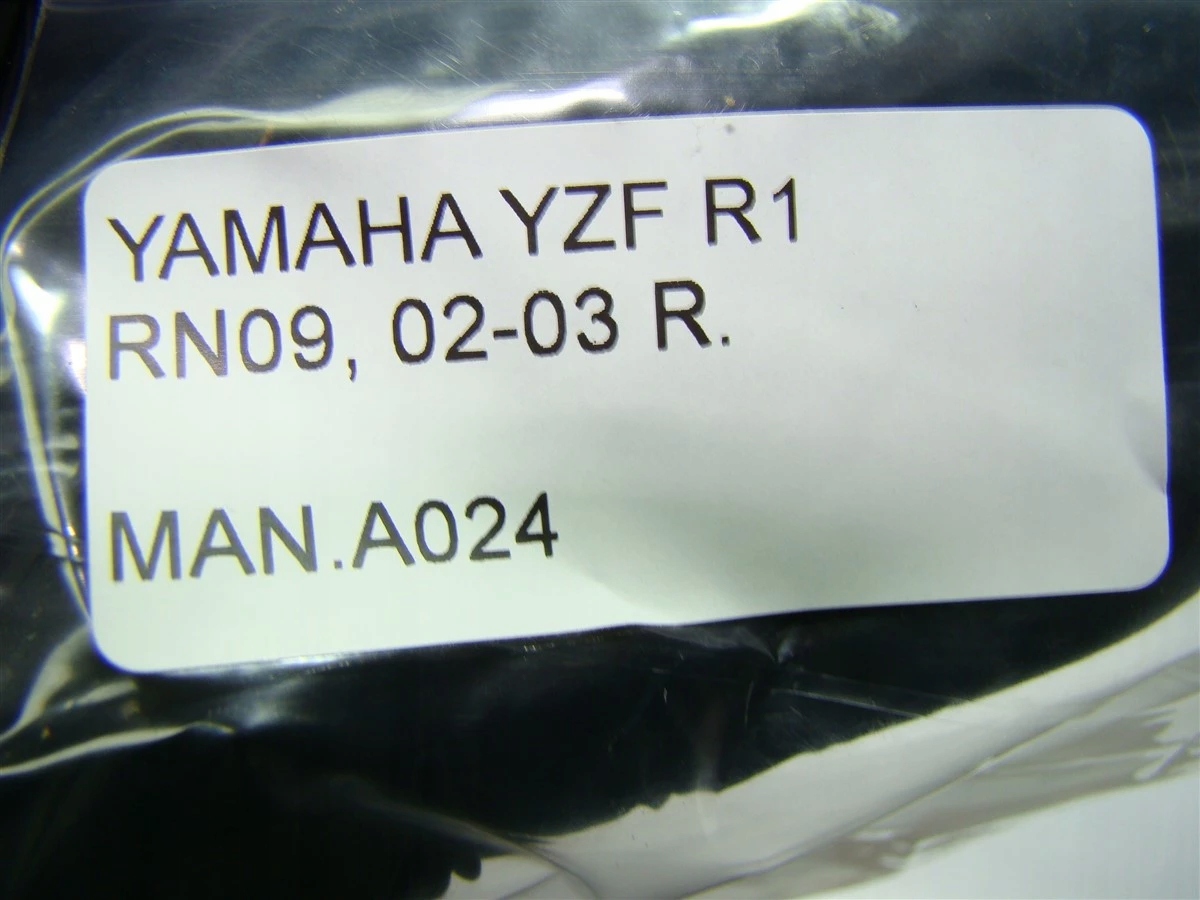 YAMAHA YZF R1
RN09, 02-03 R.
MAN.A024